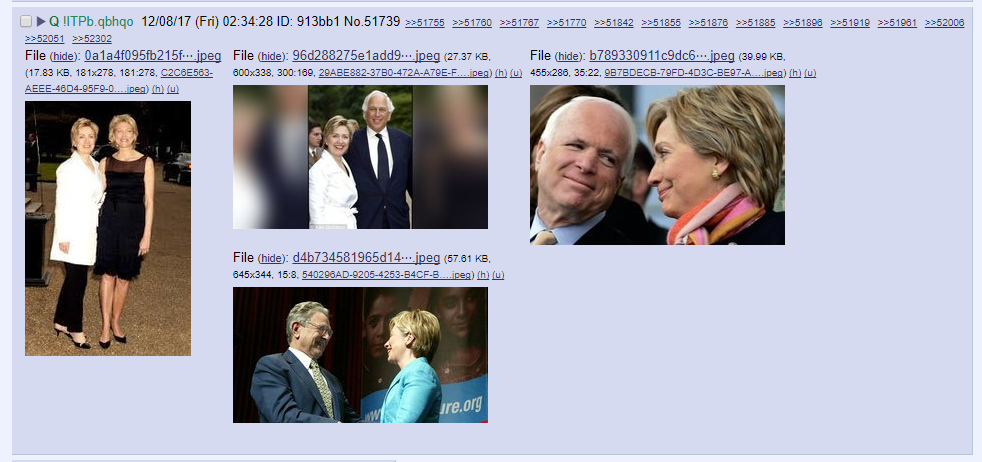 Q !ITPb.qbhqo 12/08/17 (Fri) 02:34:28 ID: 913bb1 No.51739 >>51755 >>51760 >>51767 >>51770 >>51842 >>51855 >>51876 >>51885 >>51896 >>51919 >>51961 >>52006
>>52051 >>52302
File (hide): 0a1a4f095fb215f⋯.jpeg
(17.83 KB, 181x278, 181:278, C2C6E563-
AEEE-46D4-95F9-0….jpeg) (h) (u)
File (hide): 96d288275e1add9⋯.jpeg (27.37 KB,
600x338, 300:169, 29ABE882-37B0-472A-A79E-F….jpeg) (h) (u)
File (hide): b789330911c9dc6⋯.jpeg (39.99 KB,
455x286, 35:22, 9B7BDECB-79FD-4D3C-BE97-A….jpeg) (h) (u)
File (hide): d4b734581965d14⋯.jpeg (57.61 KB,
645x344, 15:8, 540296AD-9205-4253-B4CF-B….jpeg) (h) (u)
ure.org